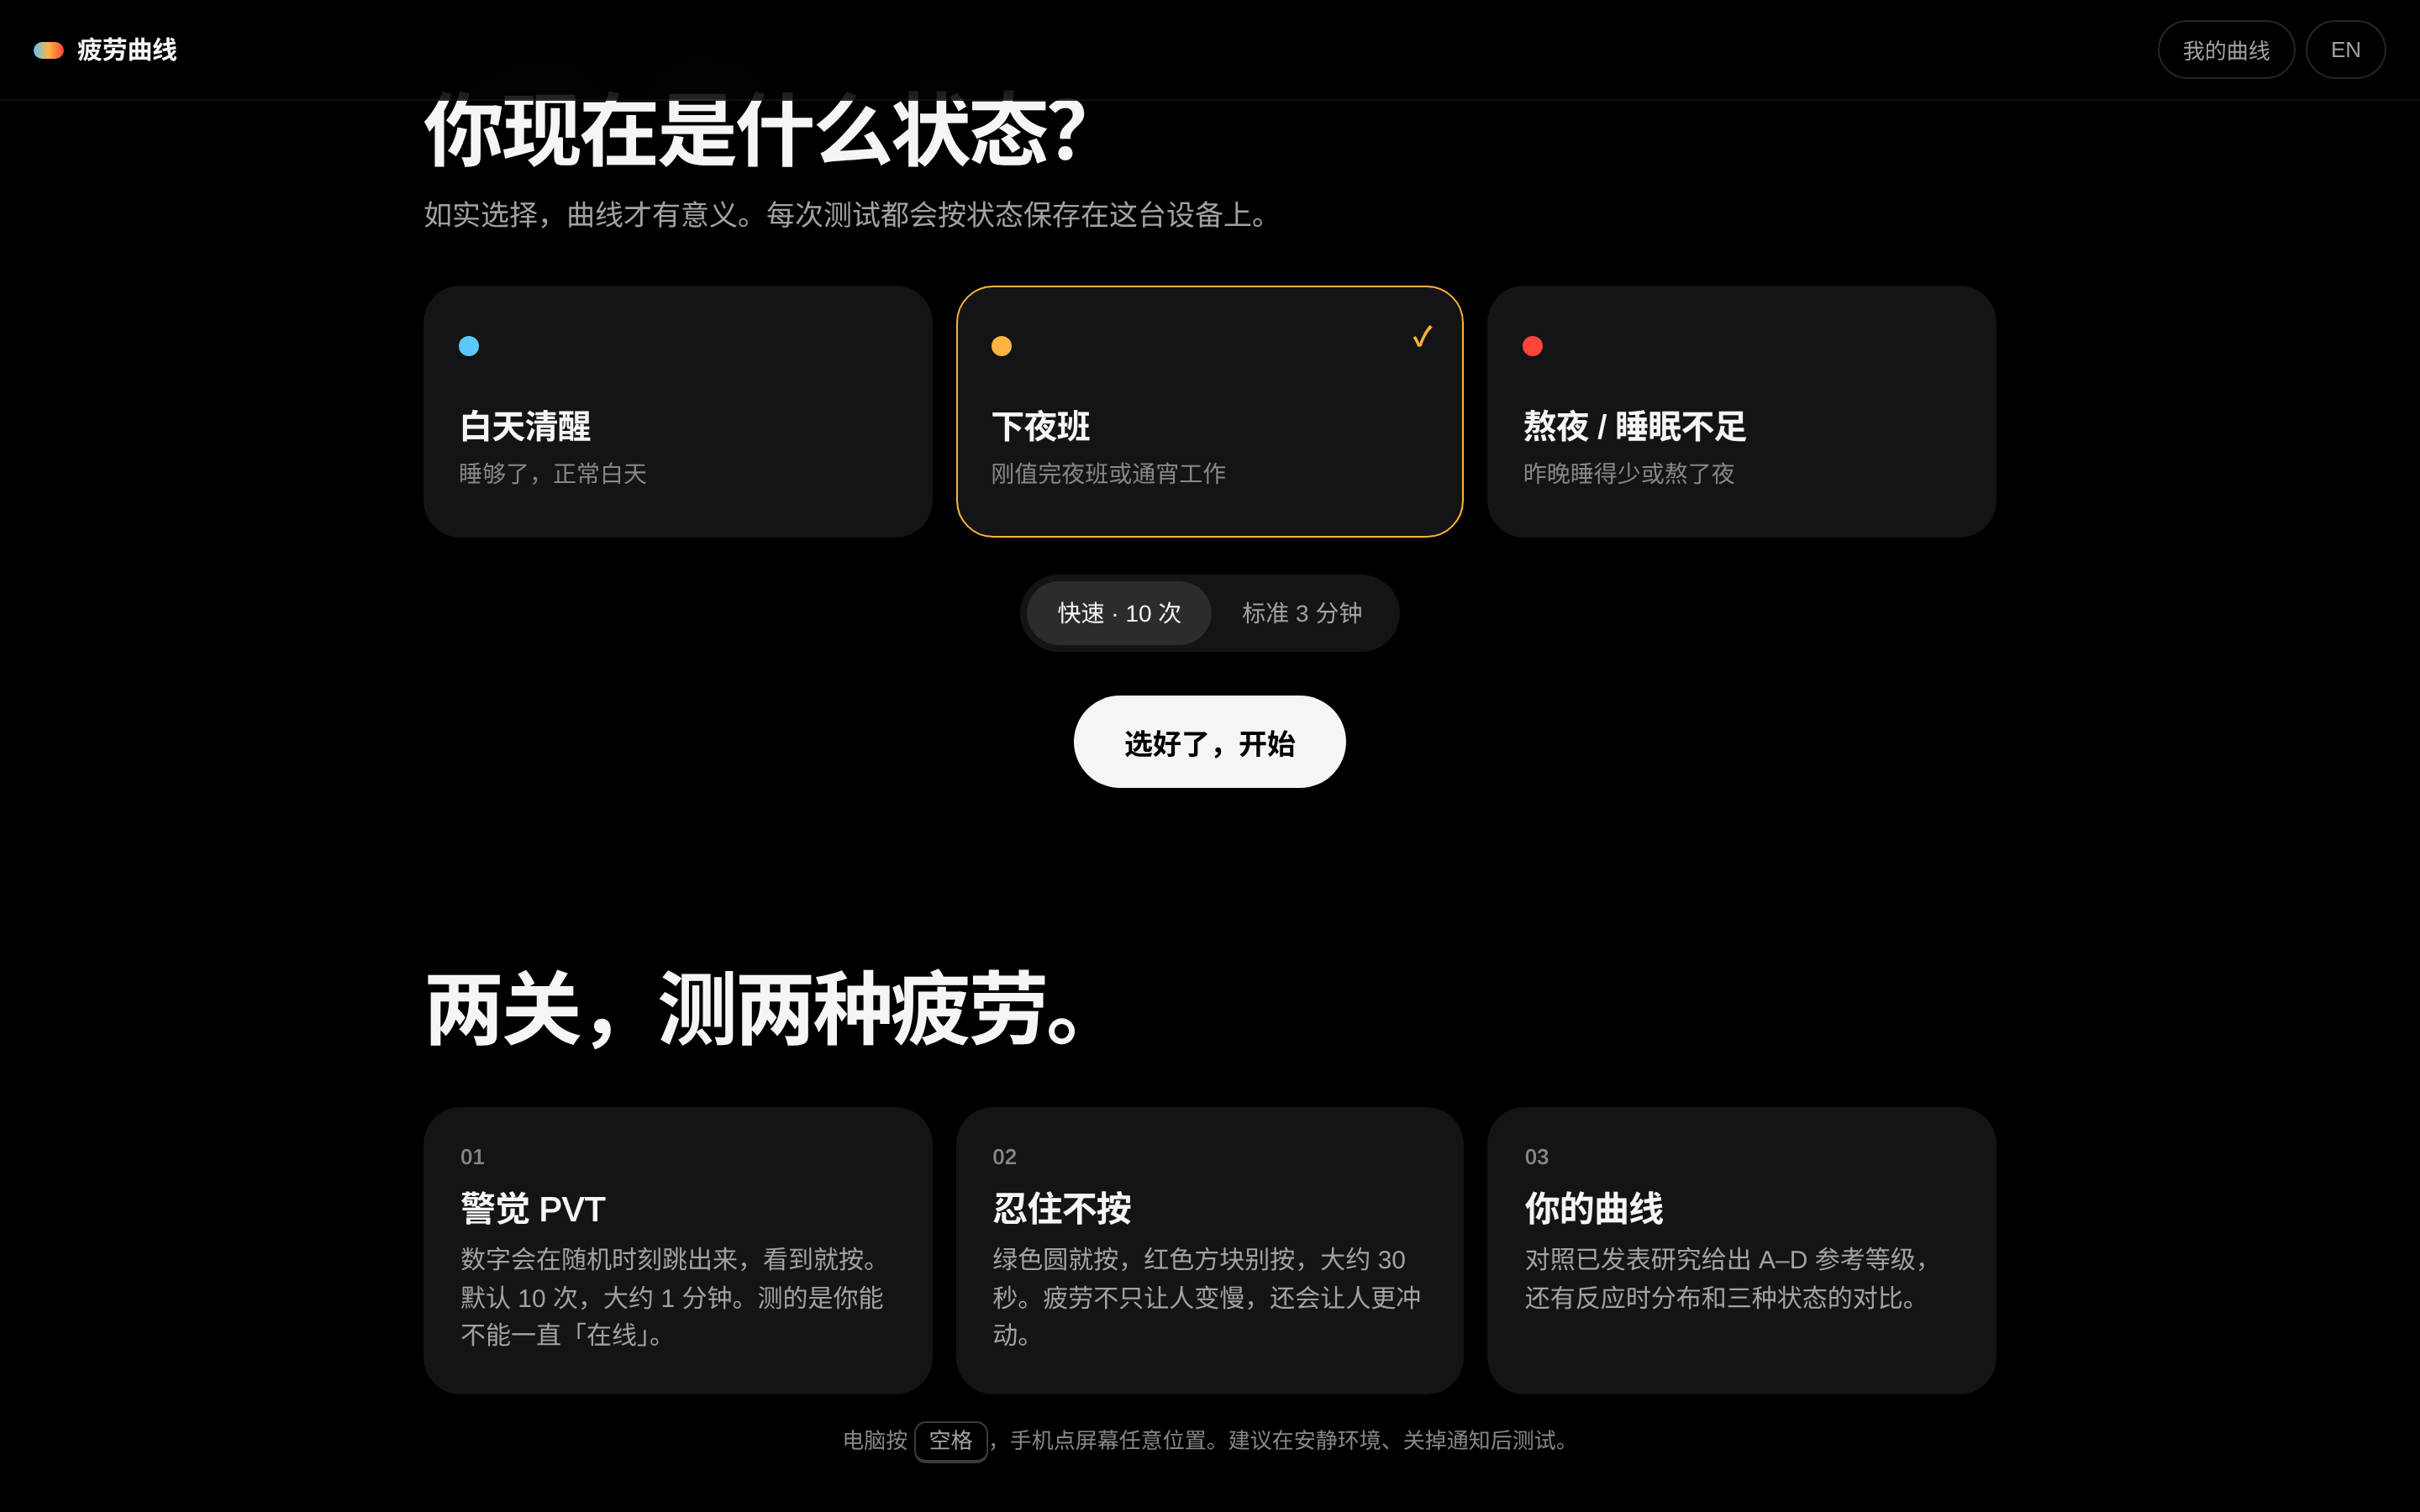 疲劳曲线
我的曲线
EN
你现在是什么状态？
如实选择，曲线才有意义。每次测试都会按状态保存在这台设备上。
白天清醒
睡够了，正常白天
✓
下夜班
刚值完夜班或通宵工作
熬夜 / 睡眠不足
昨晚睡得少或熬了夜
快速 · 10 次
标准 3 分钟
选好了，开始
两关，测两种疲劳。
01
警觉 PVT
数字会在随机时刻跳出来，看到就按。
默认 10 次，大约 1 分钟。测的是你能
不能一直「在线」。
02
忍住不按
绿色圆就按，红色方块别按，大约 30
秒。疲劳不只让人变慢，还会让人更冲
动。
03
你的曲线
对照已发表研究给出 A–D 参考等级，
还有反应时分布和三种状态的对比。
电脑按 空格，手机点屏幕任意位置。建议在安静环境、关掉通知后测试。